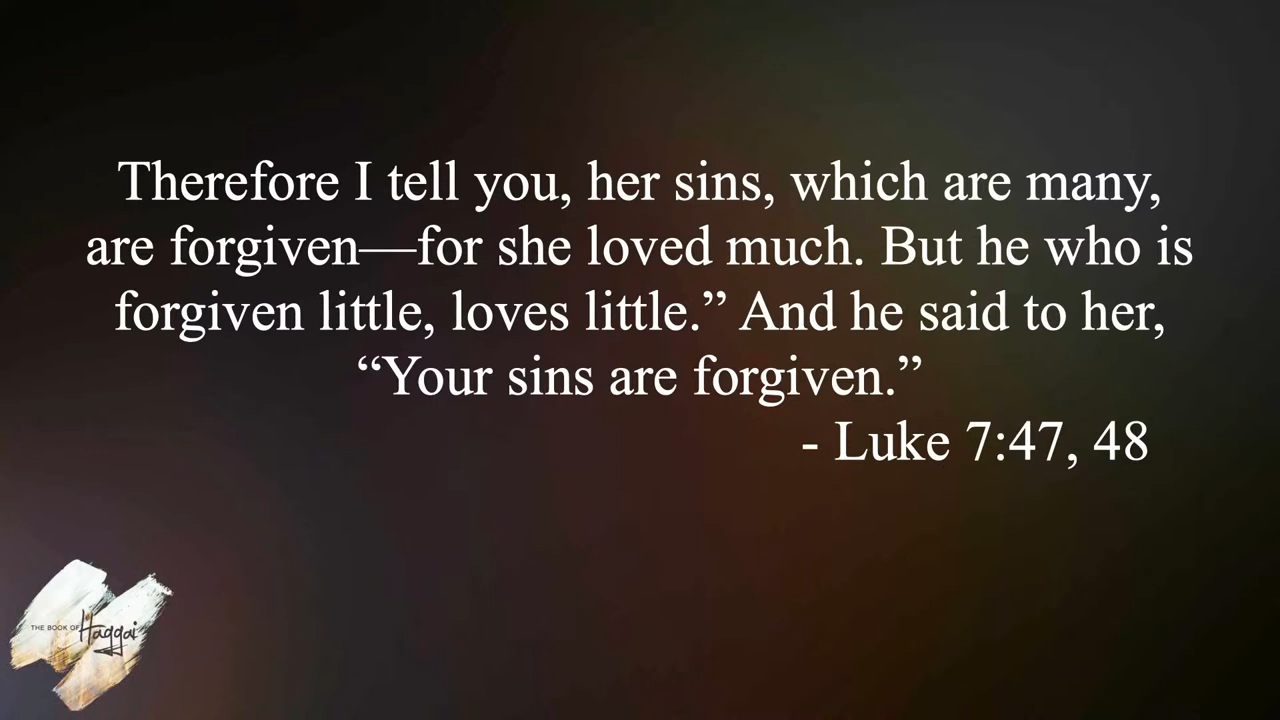 Therefore I tell you, her sins, which are many,
are forgiven—for she loved much. But he who is
forgiven little, loves little.” And he said to her,
“Your sins are forgiven.”
- Luke 7:47, 48
THE BOOK OF Haggai